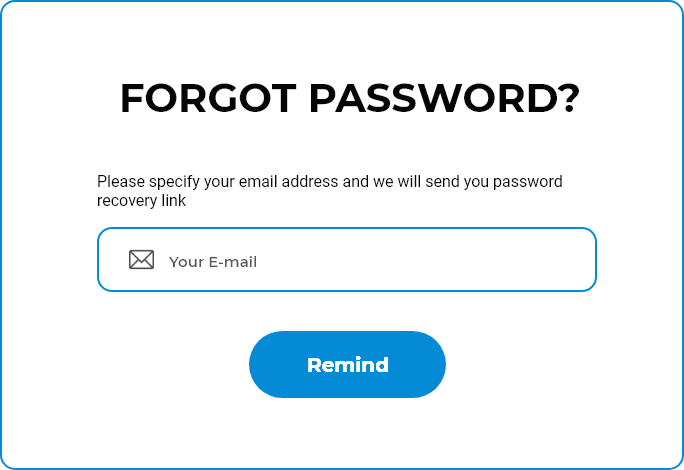 FORGOT PASSWORD?
Please specify your email address and we will send you password
recovery link
Your E-mail
Remind